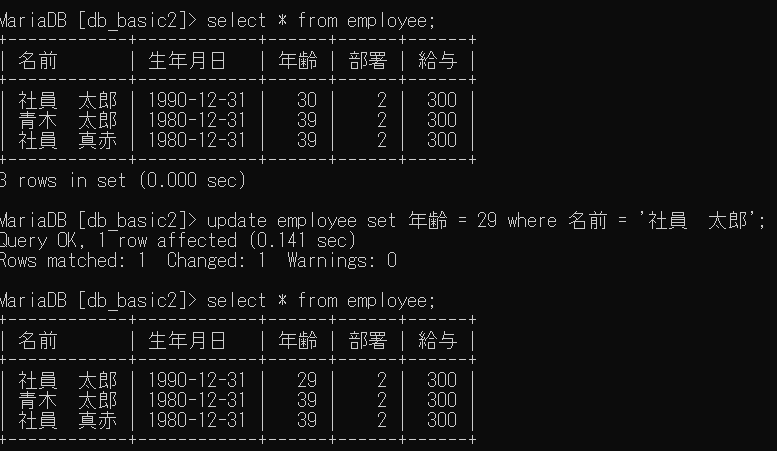 MariaDB [db_basic2]> select * from employee;
+------------+------------+------+------+------+
| 名前       | 生年月日   | 年齢 | 部署 | 給与 |
+------------+------------+------+------+------+
| 社員　太郎 | 1990-12-31 |   30 |    2 |  300 |
| 青木　太郎 | 1980-12-31 |   39 |    2 |  300 |
| 社員　真赤 | 1980-12-31 |   39 |    2 |  300 |
+------------+------------+------+------+------+
3 rows in set (0.000 sec)

MariaDB [db_basic2]> update employee set 年齢 = 29 where 名前 = '社員　太郎';
Query OK, 1 row affected (0.141 sec)
Rows matched: 1  Changed: 1  Warnings: 0

MariaDB [db_basic2]> select * from employee;
+------------+------------+------+------+------+
| 名前       | 生年月日   | 年齢 | 部署 | 給与 |
+------------+------------+------+------+------+
| 社員　太郎 | 1990-12-31 |   29 |    2 |  300 |
| 青木　太郎 | 1980-12-31 |   39 |    2 |  300 |
| 社員　真赤 | 1980-12-31 |   39 |    2 |  300 |
+------------+------------+------+------+------+